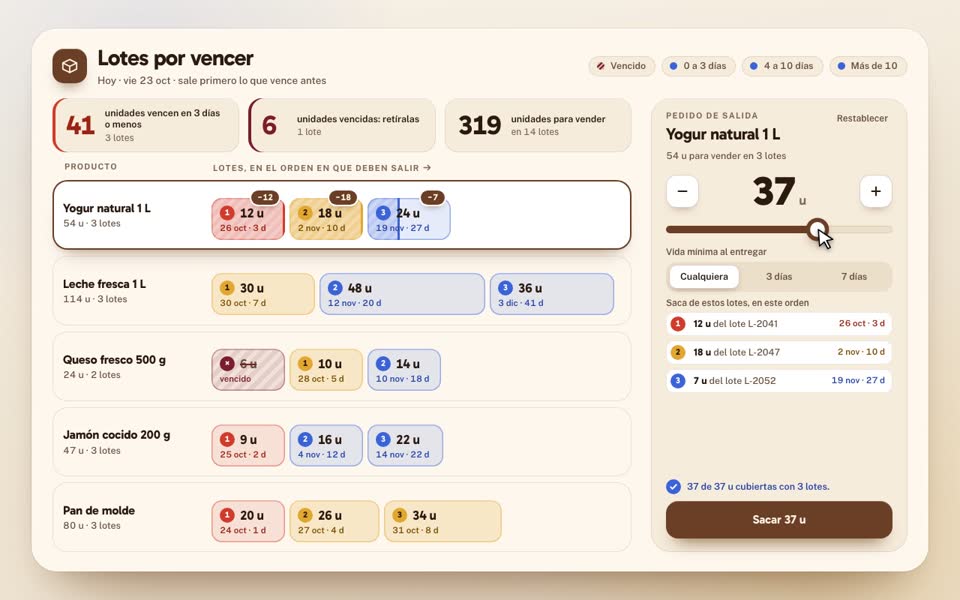 Lotes por vencer
Hoy · vie 23 oct · sale primero lo que vence antes
Vencido
0 a 3 días
4 a 10 días
Más de 10
41
unidades vencen en 3 días
o menos
3 lotes
6
unidades vencidas: retíralas
1 lote
319
unidades para vender
en 14 lotes
PRODUCTO
LOTES, EN EL ORDEN EN QUE DEBEN SALIR →
Yogur natural 1 L
54 u · 3 lotes
−12
1 12 u
26 oct · 3 d
−18
2 18 u
2 nov · 10 d
−7
3 24 u
19 nov · 27 d
Leche fresca 1 L
114 u · 3 lotes
1 30 u
30 oct · 7 d
2 48 u
12 nov · 20 d
3 36 u
3 dic · 41 d
Queso fresco 500 g
24 u · 2 lotes
× 6 u
vencido
1 10 u
28 oct · 5 d
2 14 u
10 nov · 18 d
Jamón cocido 200 g
47 u · 3 lotes
1 9 u
25 oct · 2 d
2 16 u
4 nov · 12 d
3 22 u
14 nov · 22 d
Pan de molde
80 u · 3 lotes
1 20 u
24 oct · 1 d
2 26 u
27 oct · 4 d
3 34 u
31 oct · 8 d
PEDIDO DE SALIDA
Restablecer
Yogur natural 1 L
54 u para vender en 3 lotes
− 37 u +
Vida mínima al entregar
Cualquiera
3 días
7 días
Saca de estos lotes, en este orden
1 12 u del lote L-2041 26 oct · 3 d
2 18 u del lote L-2047 2 nov · 10 d
3 7 u del lote L-2052 19 nov · 27 d
37 de 37 u cubiertas con 3 lotes.
Sacar 37 u